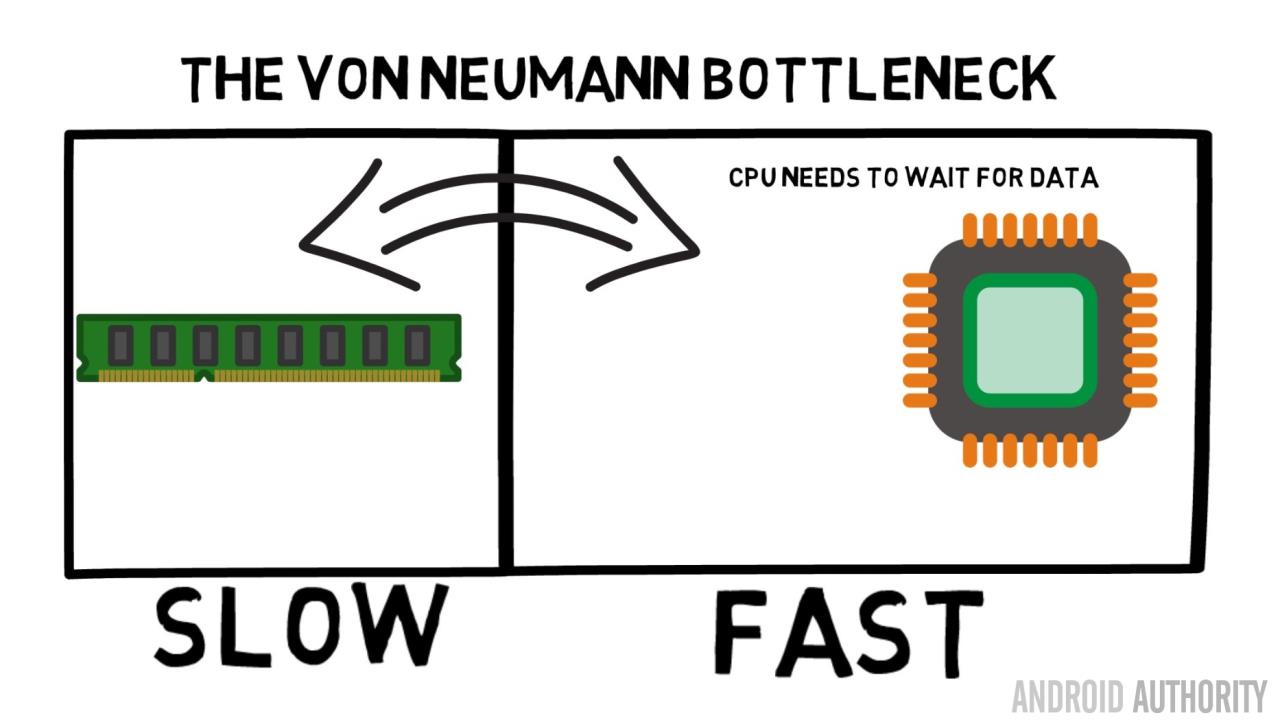 THE VON NEUMANN BOTTLENECK
CPU NEEDS TO WAIT FOR DATA
SLOW
FAST
ANDROID AUTHORITY